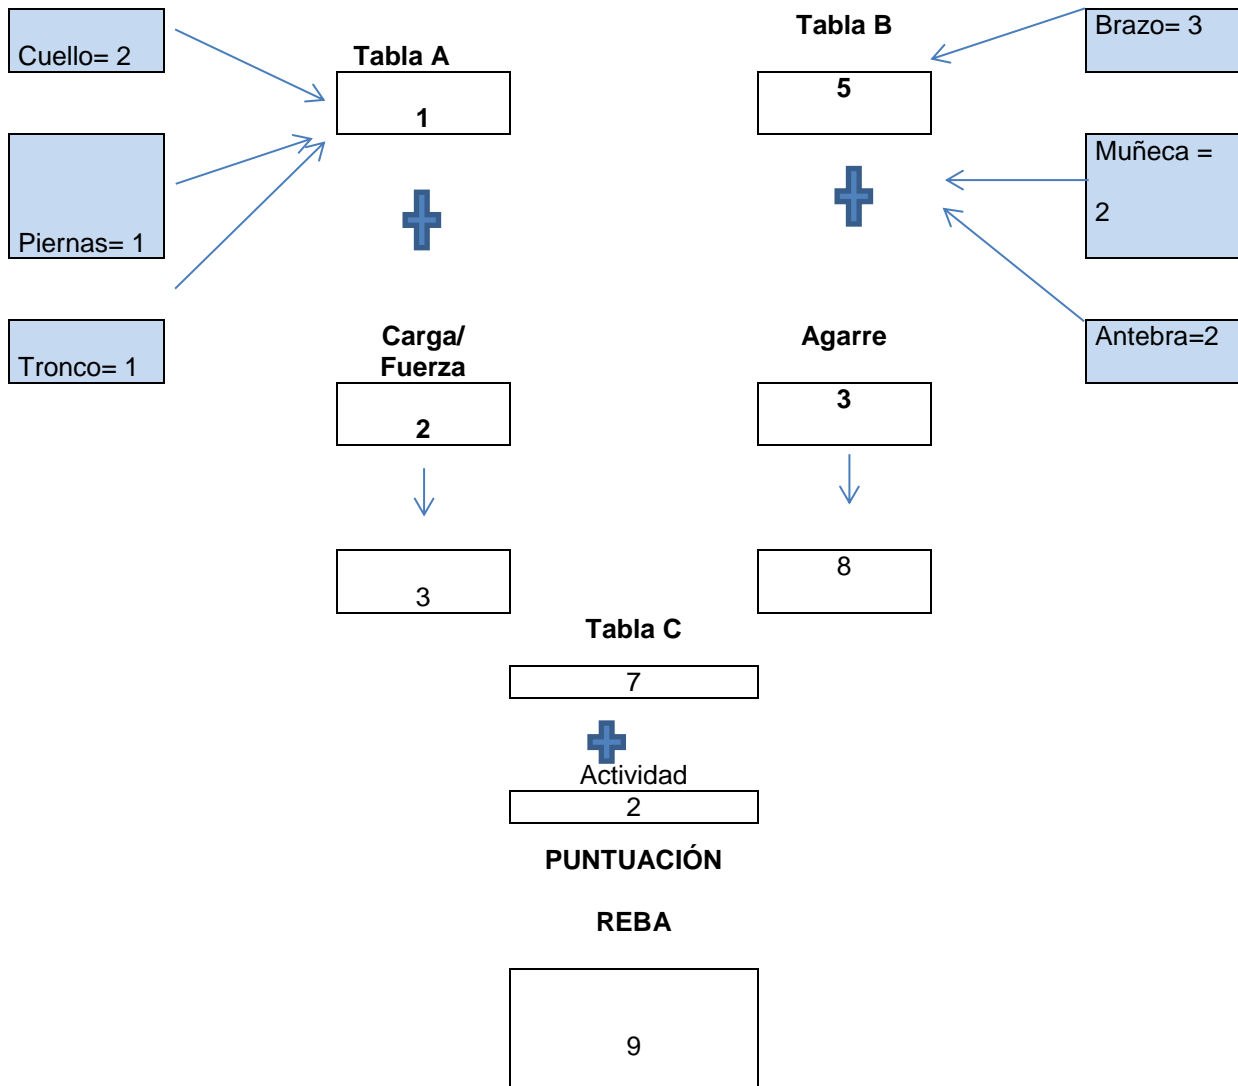 Cuello= 2
Tabla A
1
Piernas= 1
Tronco= 1
Carga/
Fuerza
2
3
Tabla B
5
Brazo= 3
Muñeca =
2
Antebra=2
Agarre
3
8
Tabla C
7
Actividad
2
PUNTUACIÓN
REBA
9